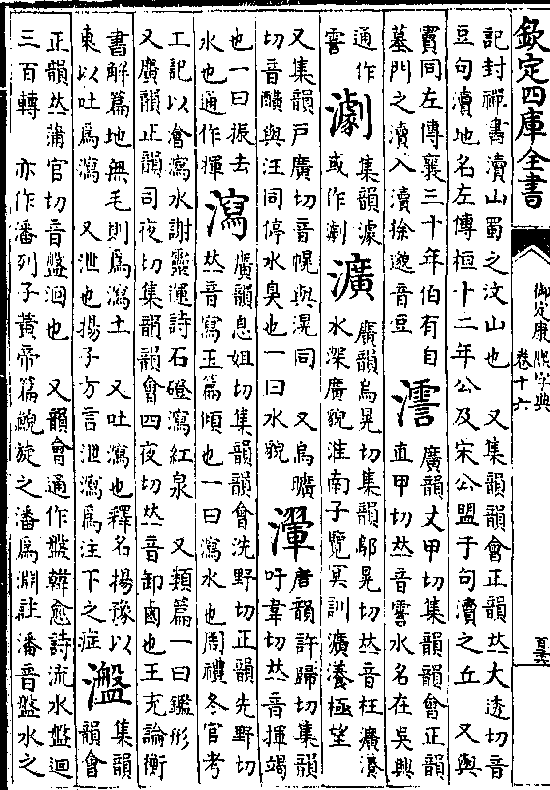 欽定四庫全書
御定康熙字典
卷十六
記封禪書瀆山蜀之汶山也　又集韻韻會正韻𠀤大透切音
豆句瀆地名左傳桓十二年公及宋公盟于句瀆之丘　又與
竇同左傳襄三十年伯有自
墓門之瀆入瀆徐邈音豆
廣韻丈甲切集韻韻會正韻
直甲切𠀤音霅水名在吳興
通作
霅
集韻澽
或作
瀇
廣韻烏晃切集韻鄔晃切𠀤音枉瀇瀁
水深廣貌淮南子覽冥訓瀇瀁極望
又集韻戶廣切音幌與滉同　又烏曠
切音䤑與汪同停水臭也一曰水貌
瀈
唐韻許歸切集韻
吁韋切𠀤音揮竭
也一曰振去
水也通作揮
瀉
廣韻息姐切集韻韻會洗野切正韻先野切
𠀤音寫玉篇傾也一曰瀉水也周禮冬官考
工記以澮瀉水謝靈運詩石磴瀉紅泉　又類篇一曰鑑形
又廣韻正韻司夜切集韻韻會四夜切𠀤音卸鹵也王充論衡
書解篇地無毛則爲瀉土　又吐瀉也釋名揚豫以
東以吐爲瀉　又泄也揚子方言泄瀉爲注下之症
瀊
集韻
韻會
正韻𠀤蒲官切音盤洄也　又韻會通作盤韓愈詩流水盤迴
三百轉　亦作潘列子黃帝篇鯢旋之潘爲淵註潘音盤水之